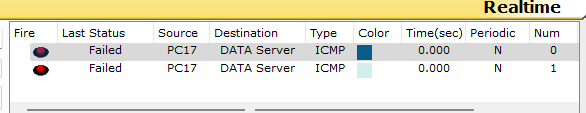 Realtime
Fire Last Status Source Destination Type Color Time(sec) Periodic Num
Failed PC17 DATA Server ICMP 0.000 N 0
Failed PC17 DATA Server ICMP 0.000 N 1